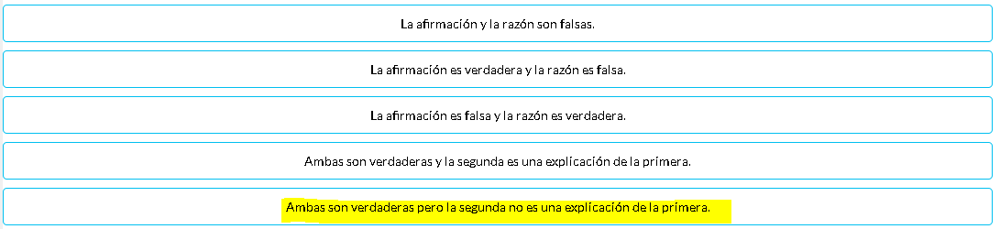 La afirmación y la razón son falsas.
La afirmación es verdadera y la razón es falsa.
La afirmación es falsa y la razón es verdadera.
Ambas son verdaderas y la segunda es una explicación de la primera.
Ambas son verdaderas pero la segunda no es una explicación de la primera.